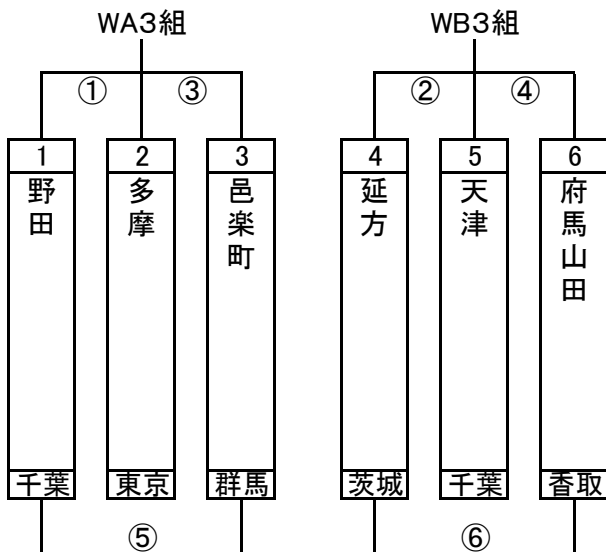 WA3組 WB3組
① ③ ② ④
1 2 3 4 5 6
野田 多摩 邑楽町 延方 天津 府馬山田
千葉 東京 群馬 茨城 千葉 香取
⑤ ⑥